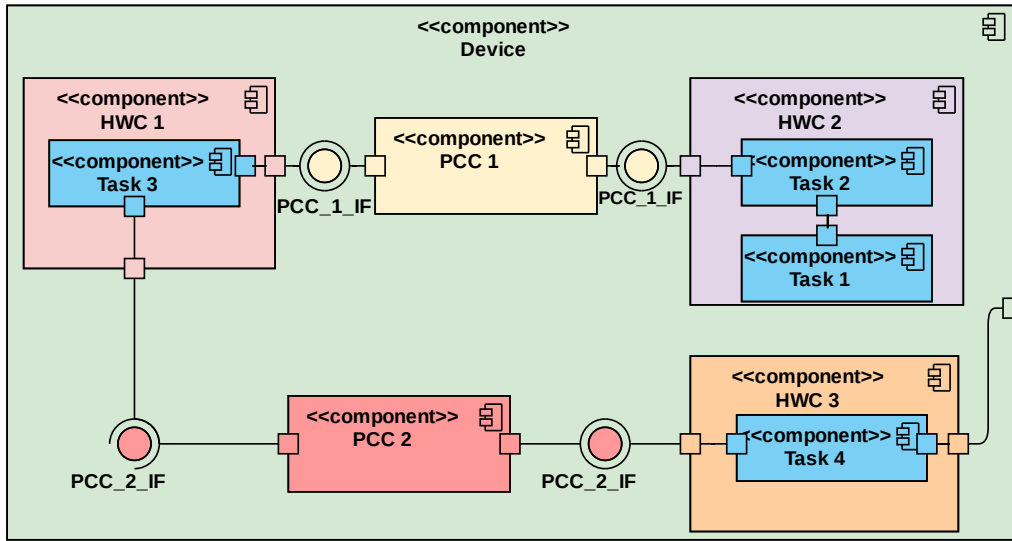 <<component>>
Device
<<component>>
HWC 1
<<component>>
Task 3
PCC_1_IF
<<component>>
PCC 1
PCC_1_IF
<<component>>
HWC 2
<<component>>
Task 2
<<component>>
Task 1
PCC_2_IF
<<component>>
PCC 2
PCC_2_IF
<<component>>
HWC 3
<<component>>
Task 4